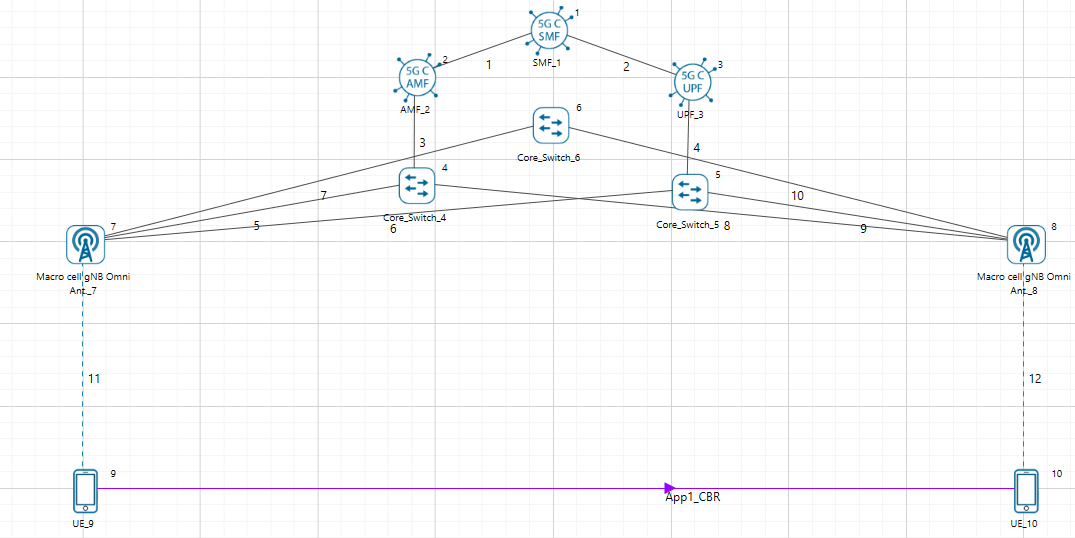 1
5G C
SMF
SMF_1
2
5G C
AMF
AMF_2
1
2
3
5G C
UPF
UPF_3
6
Core_Switch_6
3
4
4
Core_Switch_4
5
Core_Switch_5
7
10
5
6
8
9
7
Macro cell gNB Omni
Ant_7
8
Macro cell gNB Omni
Ant_8
11
12
9
UE_9
App1_CBR
10
UE_10